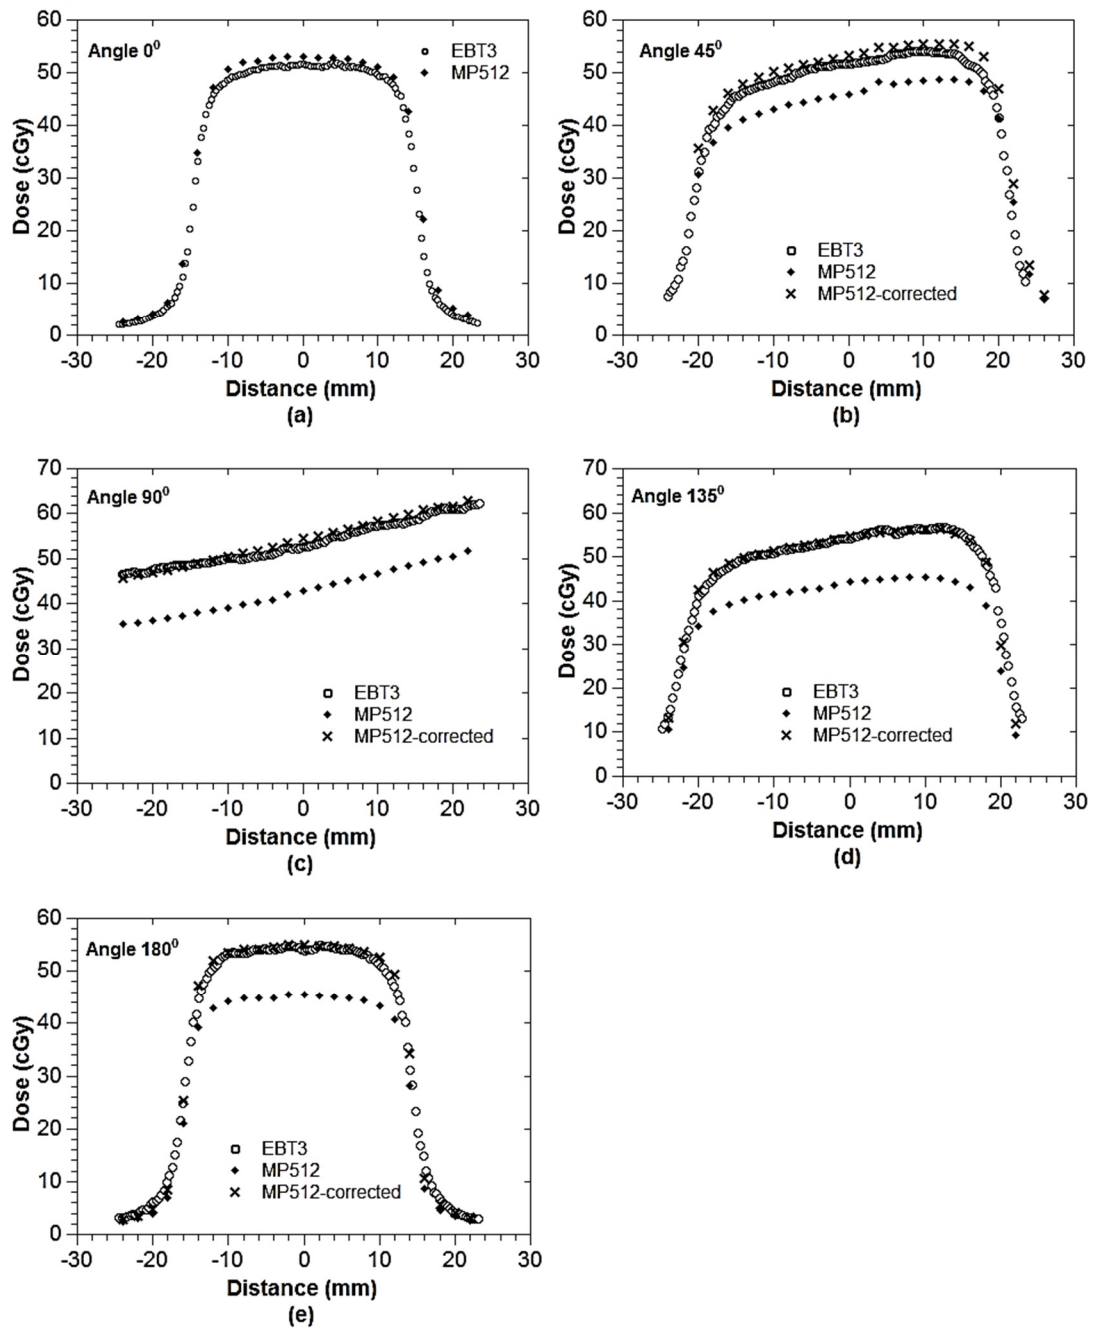 60
50
40
30
20
10
0
Dose (cGy)
Angle 0⁰
EBT3
MP512
-30 -20 -10 0 10 20 30
Distance (mm)
(a)
60
50
40
30
20
10
0
Dose (cGy)
Angle 45⁰
EBT3
MP512
MP512-corrected
-30 -20 -10 0 10 20 30
Distance (mm)
(b)
70
60
50
40
30
20
10
0
Dose (cGy)
Angle 90⁰
EBT3
MP512
MP512-corrected
-30 -20 -10 0 10 20 30
Distance (mm)
(c)
70
60
50
40
30
20
10
0
Dose (cGy)
Angle 135⁰
EBT3
MP512
MP512-corrected
-30 -20 -10 0 10 20 30
Distance (mm)
(d)
60
50
40
30
20
10
0
Dose (cGy)
Angle 180⁰
EBT3
MP512
MP512-corrected
-30 -20 -10 0 10 20 30
Distance (mm)
(e)